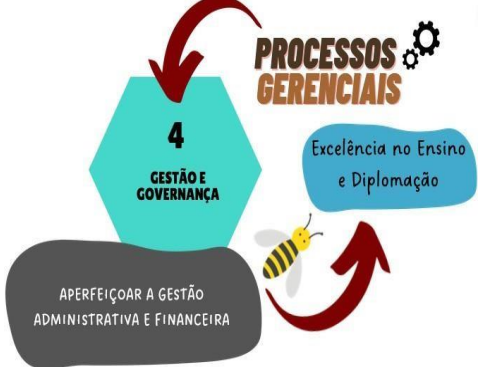 PROCESSOS
GERENCIAIS
4
GESTÃO E
GOVERNANÇA
Excelência no Ensino
e Diplomação
APERFEIÇOAR A GESTÃO
ADMINISTRATIVA E FINANCEIRA